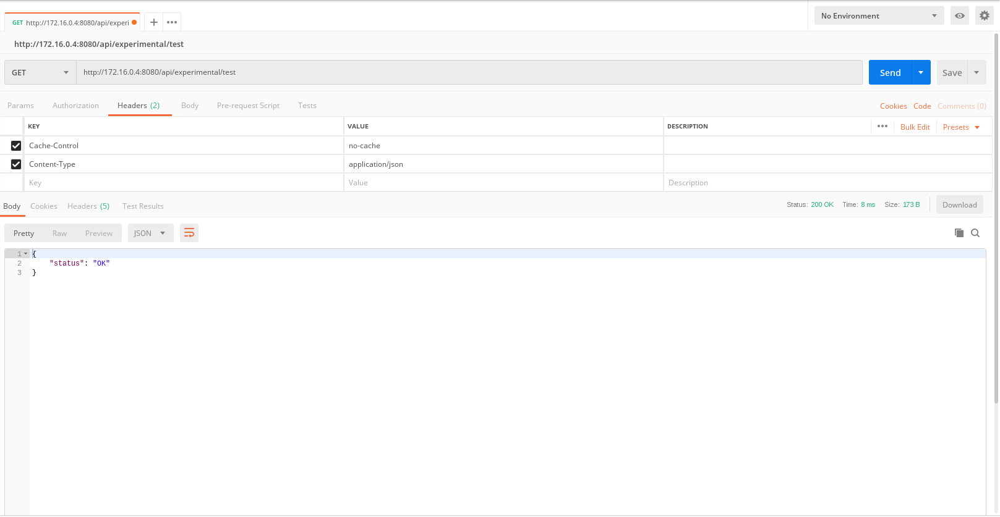 GET http://172.16.0.4:8080/api/experi
No Environment
http://172.16.0.4:8080/api/experimental/test
GET http://172.16.0.4:8080/api/experimental/test Send Save
Params Authorization Headers (2) Body Pre-request Script Tests Cookies Code Comments (0)
KEY VALUE DESCRIPTION Bulk Edit Presets
Cache-Control no-cache
Content-Type application/json
Key Value Description
Body Cookies Headers (5) Test Results Status: 200 OK Time: 8 ms Size: 173 B Download
Pretty Raw Preview JSON
1 {
2 "status": "OK"
3 }